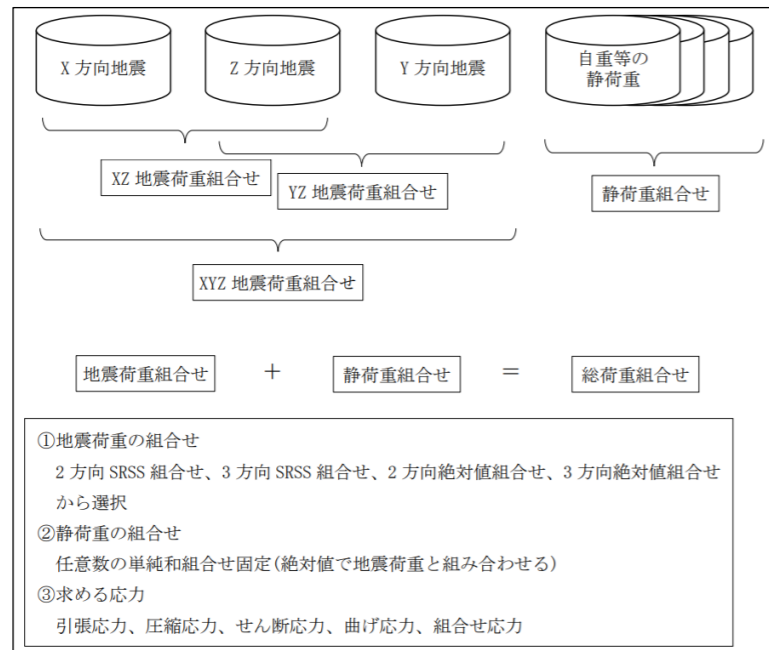 X 方向地震
Z 方向地震
Y 方向地震
自重等の
静荷重
XZ 地震荷重組合せ
YZ 地震荷重組合せ
静荷重組合せ
XYZ 地震荷重組合せ
地震荷重組合せ + 静荷重組合せ = 総荷重組合せ
①地震荷重の組合せ
2 方向 SRSS 組合せ、3 方向 SRSS 組合せ、2 方向絶対値組合せ、3 方向絶対値組合せ
から選択
②静荷重の組合せ
任意数の単純和組合せ固定(絶対値で地震荷重と組み合わせる)
③求める応力
引張応力、圧縮応力、せん断応力、曲げ応力、組合せ応力